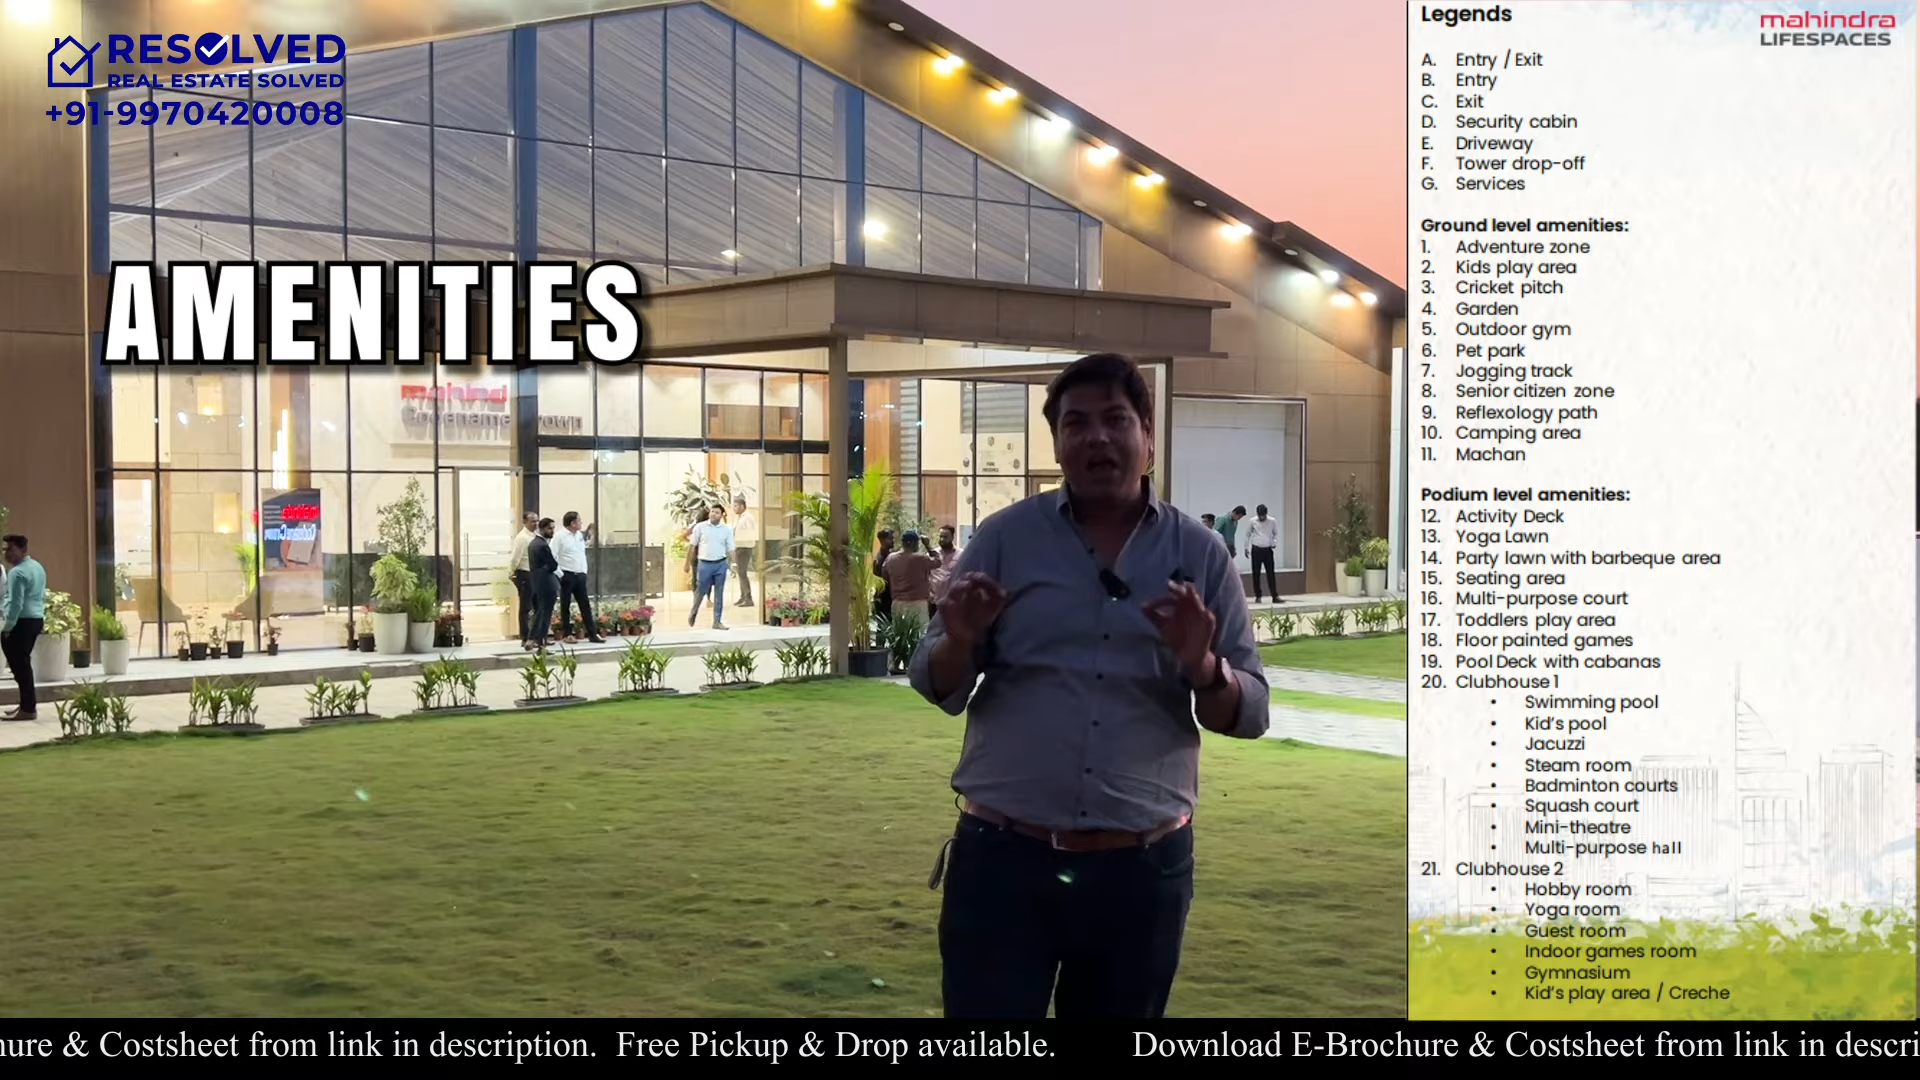 RESOLVED
REAL ESTATE SOLVED
+91-9970420008
AMENITIES
mahindra
LIFESPACES
Legends
A. Entry / Exit
B. Entry
C. Exit
D. Security cabin
E. Driveway
F. Tower drop-off
G. Services
Ground level amenities:
1. Adventure zone
2. Kids play area
3. Cricket pitch
4. Garden
5. Outdoor gym
6. Pet park
7. Jogging track
8. Senior citizen zone
9. Reflexology path
10. Camping area
11. Machan
Podium level amenities:
12. Activity Deck
13. Yoga Lawn
14. Party lawn with barbeque area
15. Seating area
16. Multi-purpose court
17. Toddlers play area
18. Floor painted games
19. Pool Deck with cabanas
20. Clubhouse 1
• Swimming pool
• Kid's pool
• Jacuzzi
• Steam room
• Badminton courts
• Squash court
• Mini-theatre
• Multi-purpose hall
21. Clubhouse 2
• Hobby room
• Yoga room
• Guest room
• Indoor games room
• Gymnasium
• Kid's play area / Creche
& Costsheet from link in description. Free Pickup & Drop available. Download E-Brochure & Costsheet from link in